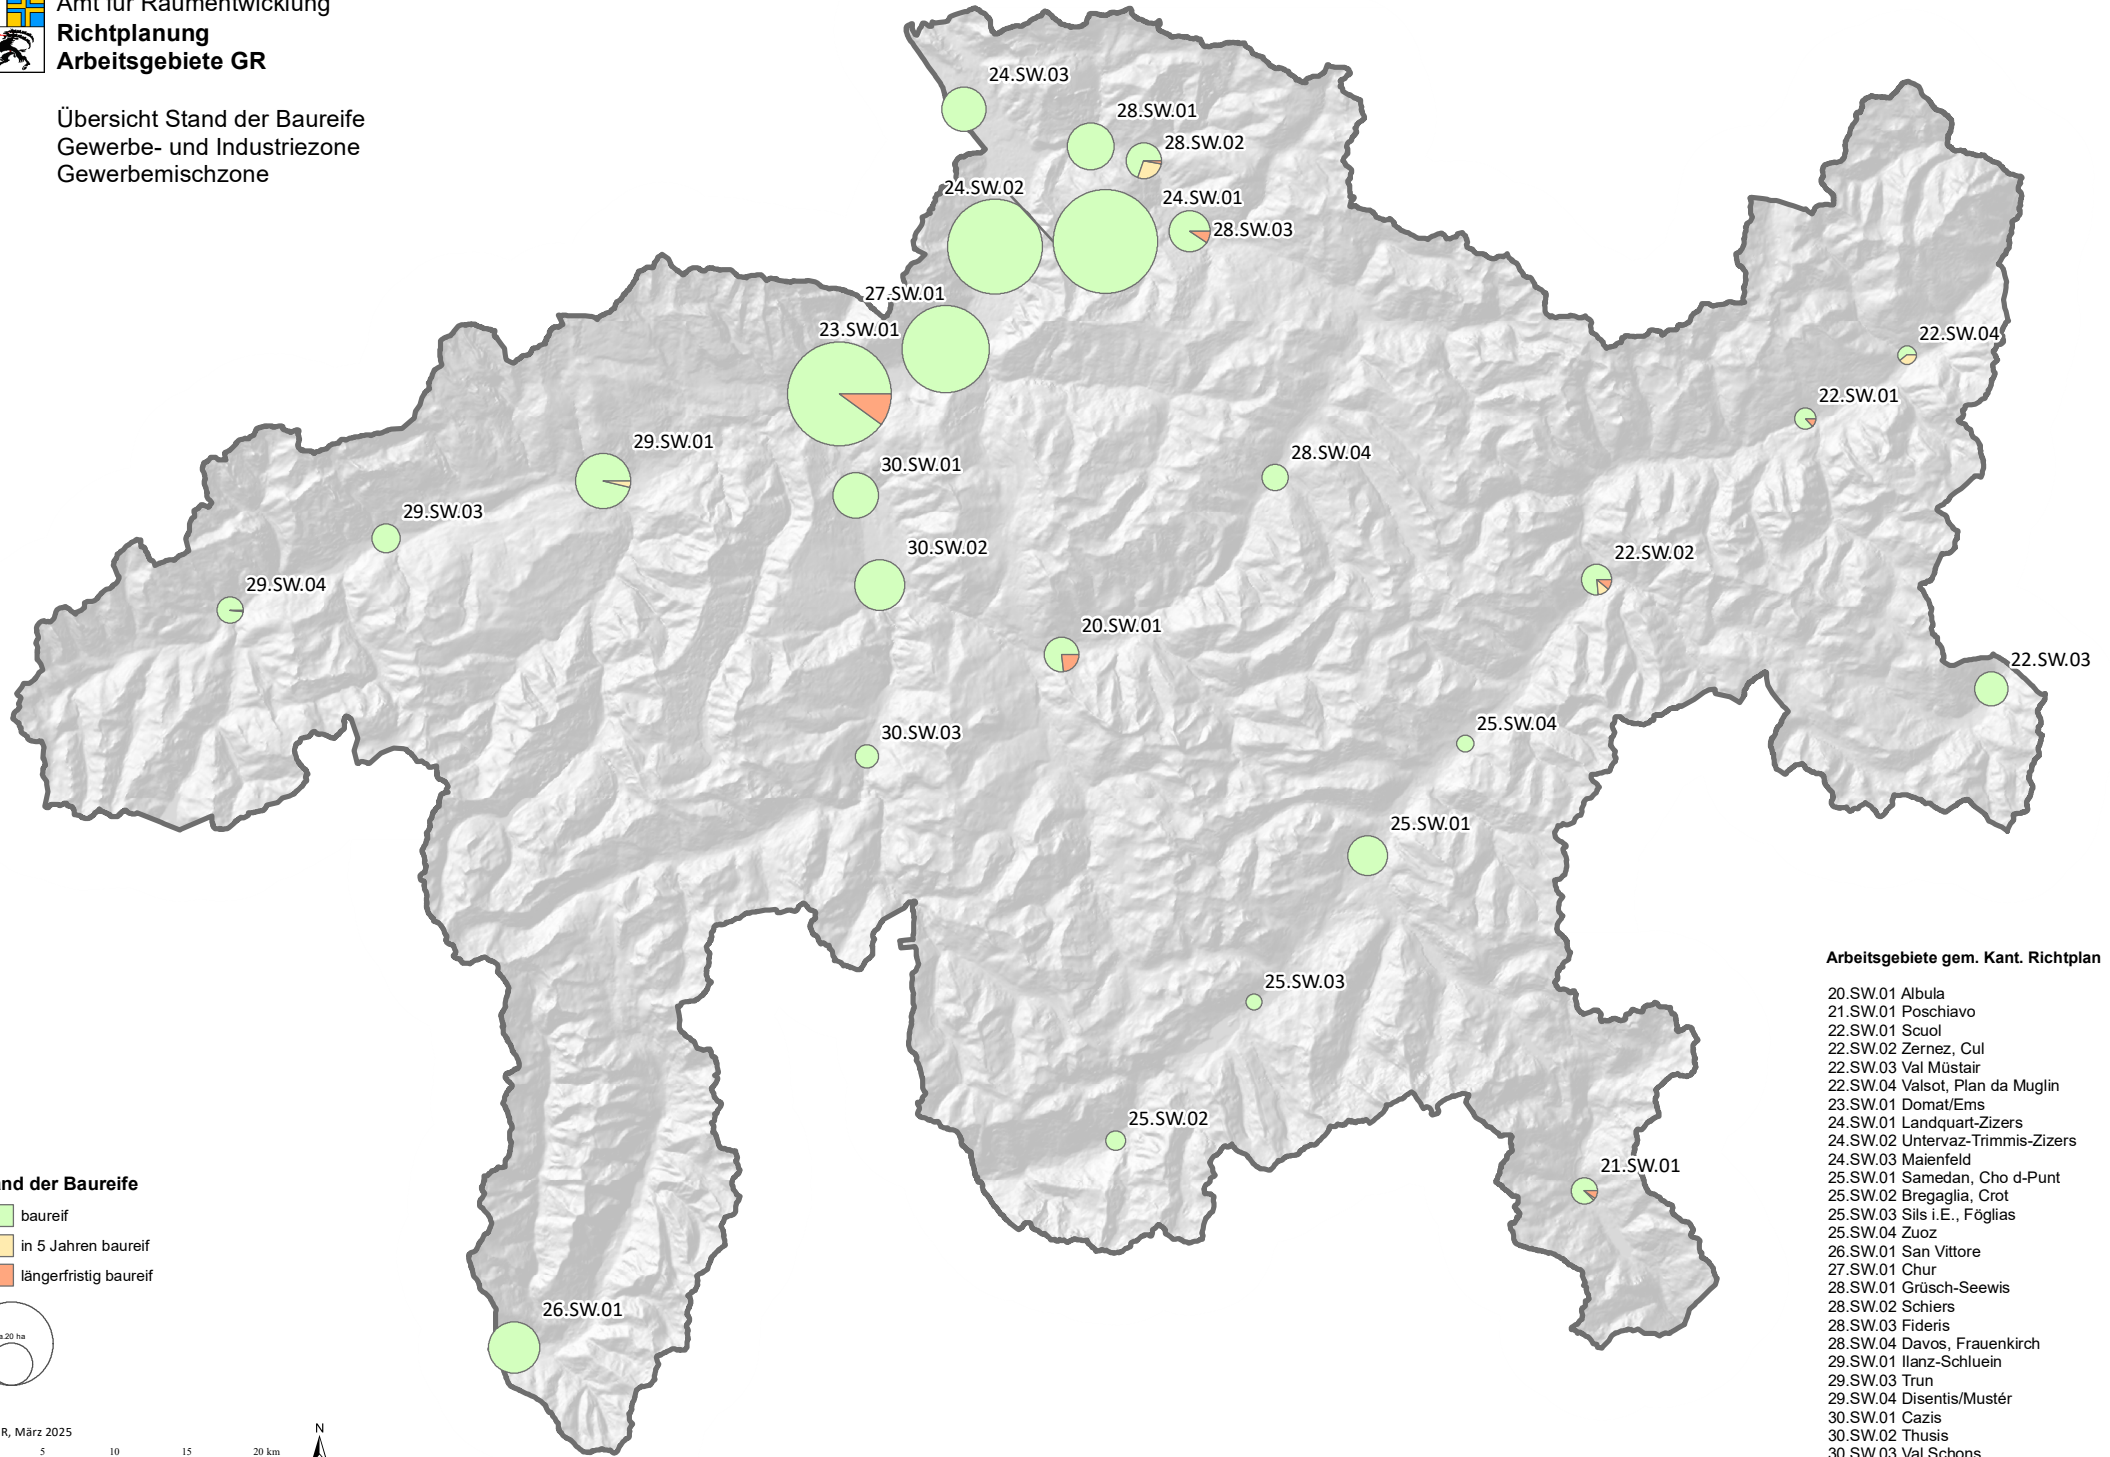 Amt für Raumentwicklung
Richtplanung
Arbeitsgebiete GR
Übersicht Stand der Baureife
Gewerbe- und Industriezone
Gewerbemischzone
24.SW.03
28.SW.01
28.SW.02
24.SW.02
24.SW.01
28.SW.03
27.SW.01
23.SW.01
22.SW.04
22.SW.01
29.SW.01
28.SW.04
30.SW.01
29.SW.03
30.SW.02
22.SW.02
29.SW.04
20.SW.01
22.SW.03
25.SW.04
30.SW.03
25.SW.01
25.SW.03
25.SW.02
21.SW.01
26.SW.01
Arbeitsgebiete gem. Kant. Richtplan
20.SW.01 Albula
21.SW.01 Poschiavo
22.SW.01 Scuol
22.SW.02 Zernez, Cul
22.SW.03 Val Müstair
22.SW.04 Valsot, Plan da Muglin
23.SW.01 Domat/Ems
24.SW.01 Landquart-Zizers
24.SW.02 Untervaz-Trimmis-Zizers
24.SW.03 Maienfeld
25.SW.01 Samedan, Cho d-Punt
25.SW.02 Bregaglia, Crot
25.SW.03 Sils i.E., Föglias
25.SW.04 Zuoz
26.SW.01 San Vittore
27.SW.01 Chur
28.SW.01 Grüsch-Seewis
28.SW.02 Schiers
28.SW.03 Fideris
28.SW.04 Davos, Frauenkirch
29.SW.01 Ilanz-Schluein
29.SW.03 Trun
29.SW.04 Disentis/Mustér
30.SW.01 Cazis
30.SW.02 Thusis
30.SW.03 Val Schons
der Baureife
baureif
in 5 Jahren baureif
längerfristig baureif
20 ha
R, März 2025
5 10 15 20 km
N